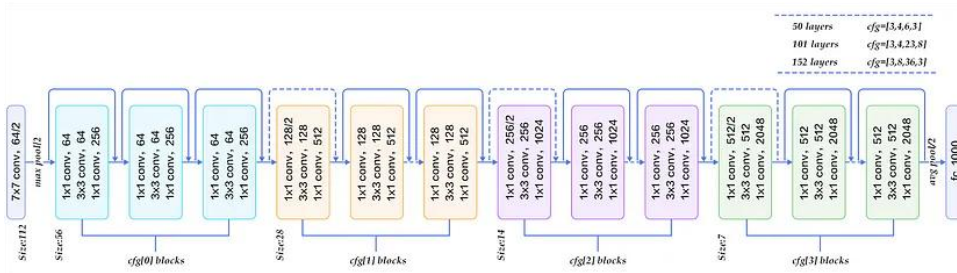 50 layers cfg=[3,4,6,3]
101 layers cfg=[3,4,23,8]
152 layers cfg=[3,8,36,3]
7x7 conv, 64/2
max pool/2
1x1 conv, 64
3x3 conv, 64
1x1 conv, 256
1x1 conv, 64
3x3 conv, 64
1x1 conv, 256
1x1 conv, 64
3x3 conv, 64
1x1 conv, 256
1x1 conv, 128/2
3x3 conv, 128
1x1 conv, 512
1x1 conv, 128
3x3 conv, 128
1x1 conv, 512
1x1 conv, 128
3x3 conv, 128
1x1 conv, 512
1x1 conv, 256/2
3x3 conv, 256
1x1 conv, 1024
1x1 conv, 256
3x3 conv, 256
1x1 conv, 1024
1x1 conv, 256
3x3 conv, 256
1x1 conv, 1024
1x1 conv, 512/2
3x3 conv, 512
1x1 conv, 2048
1x1 conv, 512
3x3 conv, 512
1x1 conv, 2048
1x1 conv, 512
3x3 conv, 512
1x1 conv, 2048
avg pool/2
fc, 1000
Size:112
Size:56
cfg[0] blocks
Size:28
cfg[1] blocks
Size:14
cfg[2] blocks
Size:7
cfg[3] blocks